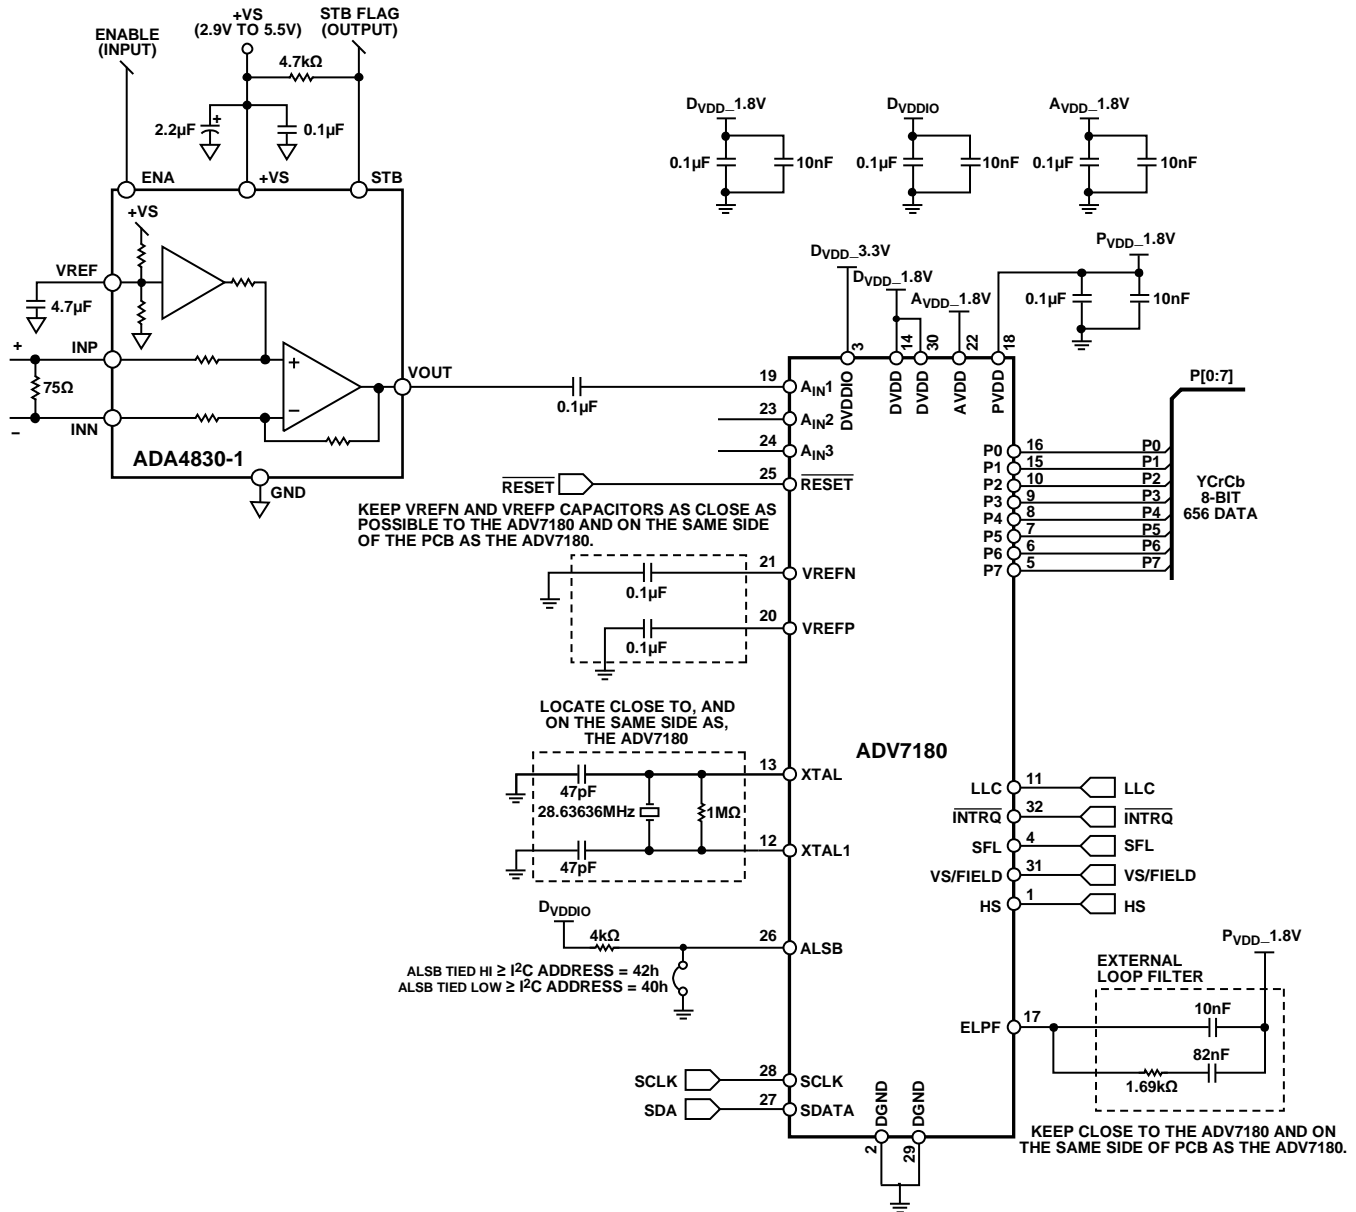 ENABLE
(INPUT)
+VS
(2.9V TO 5.5V)
STB FLAG
(OUTPUT)
4.7kΩ
2.2µF
+
0.1µF
ENA
+VS
STB
+VS
VREF
4.7µF
+
INP
75Ω
–
INN
+
–
VOUT
ADA4830-1
GND
0.1µF
DVDD_1.8V
0.1µF
10nF
DVDDIO
0.1µF
10nF
AVDD_1.8V
0.1µF
10nF
PVDD_1.8V
0.1µF
10nF
DVDD_3.3V
DVDD_1.8V
AVDD_1.8V
3
14
30
22
18
DVDDIO
DVDD
DVDD
AVDD
PVDD
19
AIN1
23
AIN2
24
AIN3
25
RESET
RESET
KEEP VREFN AND VREFP CAPACITORS AS CLOSE AS
POSSIBLE TO THE ADV7180 AND ON THE SAME SIDE
OF THE PCB AS THE ADV7180.
21
VREFN
0.1µF
20
VREFP
0.1µF
LOCATE CLOSE TO, AND
ON THE SAME SIDE AS,
THE ADV7180
13
XTAL
47pF
28.63636MHz
1MΩ
12
XTAL1
47pF
DVDDIO
4kΩ
26
ALSB
ALSB TIED HI ≥ I2C ADDRESS = 42h
ALSB TIED LOW ≥ I2C ADDRESS = 40h
SCLK
28
SCLK
SDA
27
SDATA
ADV7180
DGND
DGND
2
29
P[0:7]
P0 16 P0
P1 15 P1
P2 10 P2
P3 9 P3
P4 8 P4
P5 7 P5
P6 6 P6
P7 5 P7
YCrCb
8-BIT
656 DATA
LLC 11 LLC
INTRQ 32 INTRQ
SFL 4 SFL
VS/FIELD 31 VS/FIELD
HS 1 HS
PVDD_1.8V
EXTERNAL
LOOP FILTER
ELPF 17
10nF
82nF
1.69kΩ
KEEP CLOSE TO THE ADV7180 AND ON
THE SAME SIDE OF PCB AS THE ADV7180.